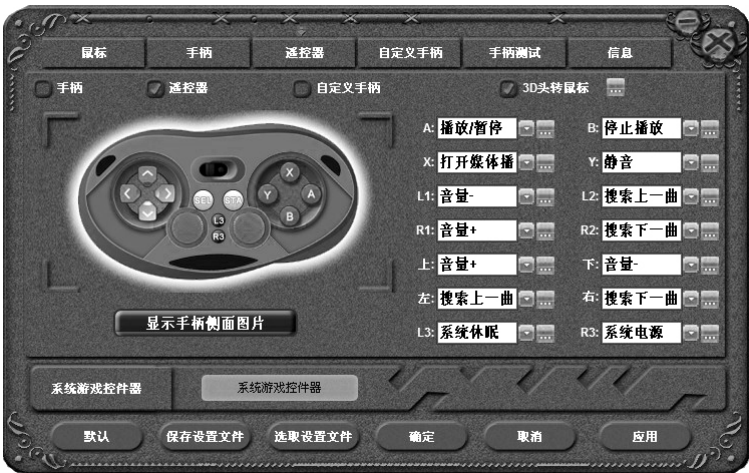 鼠标 手柄 遥控器 自定义手柄 手柄测试 信息
手柄 遥控器 自定义手柄 3D头转鼠标
A: 播放/暂停 B: 停止播放
X: 打开媒体播 Y: 静音
L1: 音量- L2: 搜索上一曲
R1: 音量+ R2: 搜索下一曲
上: 音量+ 下: 音量-
左: 搜索上一曲 右: 搜索下一曲
L3: 系统休眠 R3: 系统电源
X
Y A
B
SEL STA
L3
R3
显示手柄侧面图片
系统游戏控件器 系统游戏控件器
默认 保存设置文件 选取设置文件 确定 取消 应用